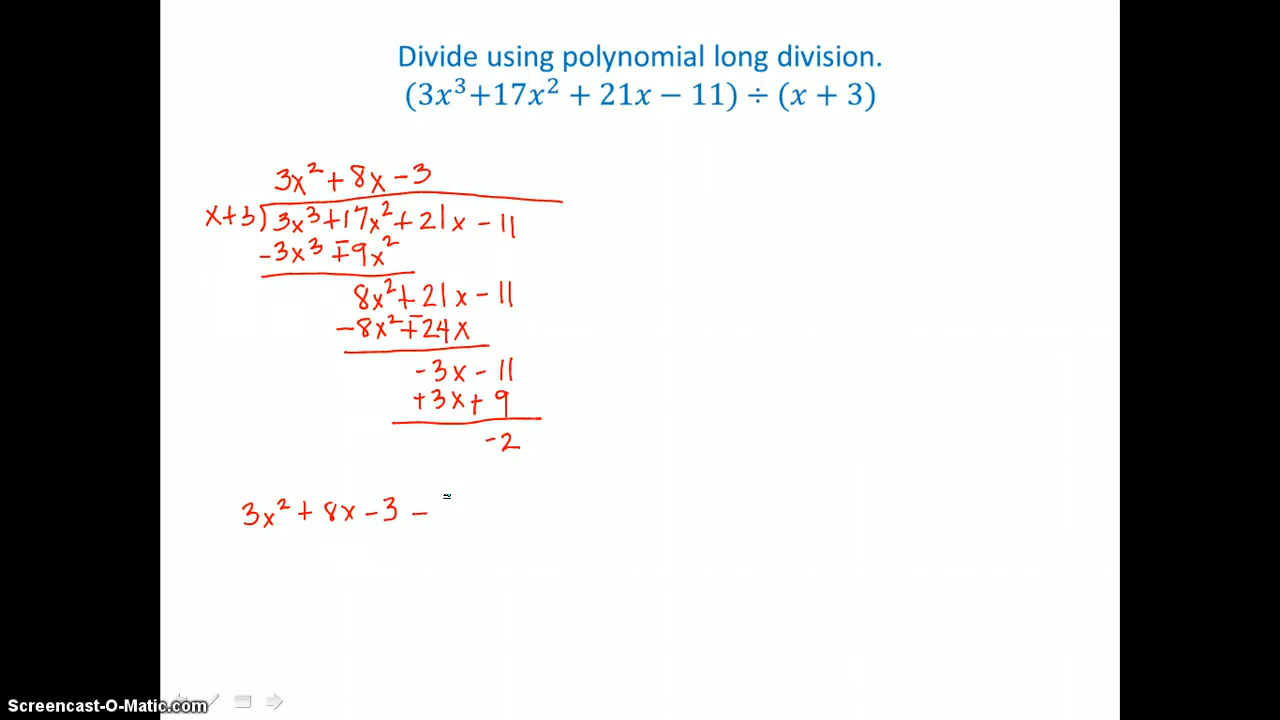 Divide using polynomial long division.
(3x³+17x² + 21x − 11) ÷ (x + 3)
3x² + 8x − 3
x+3)3x³+17x²+21x − 11
−3x³ ∓9x²
8x²+21x − 11
−8x²∓24x
−3x − 11
+3x + 9
−2
3x² + 8x − 3 −
Screencast-O-Matic.com